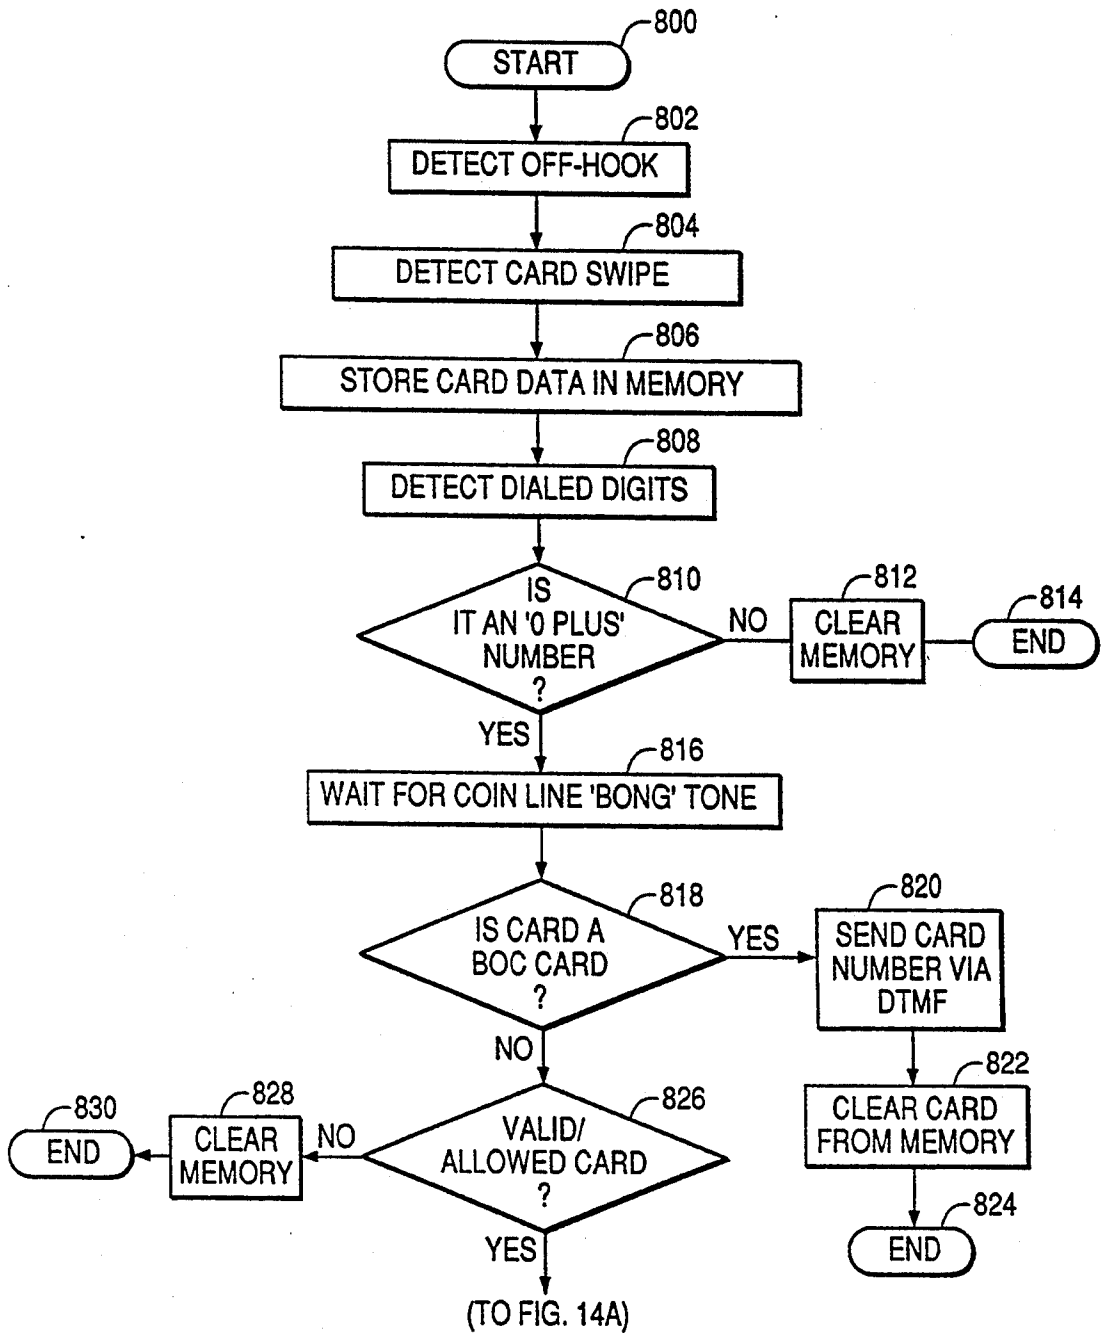 800
START
802
DETECT OFF-HOOK
804
DETECT CARD SWIPE
806
STORE CARD DATA IN MEMORY
808
DETECT DIALED DIGITS
810
IS
IT AN '0 PLUS'
NUMBER
?
NO
812
CLEAR
MEMORY
814
END
YES
816
WAIT FOR COIN LINE 'BONG' TONE
818
IS CARD A
BOC CARD
?
YES
820
SEND CARD
NUMBER VIA
DTMF
822
CLEAR CARD
FROM MEMORY
824
END
NO
826
VALID/
ALLOWED CARD
?
NO
828
CLEAR
MEMORY
830
END
YES
(TO FIG. 14A)